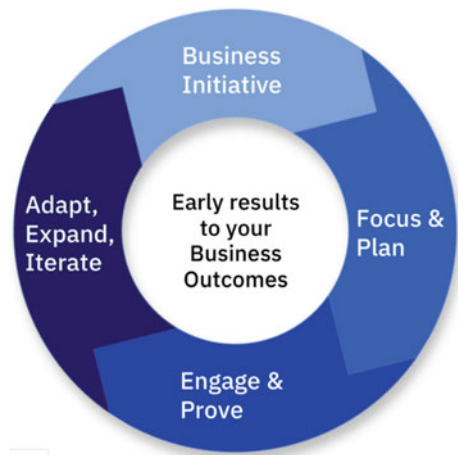 Business
Initiative
Focus &
Plan
Engage &
Prove
Adapt,
Expand,
Iterate
Early results
to your
Business
Outcomes